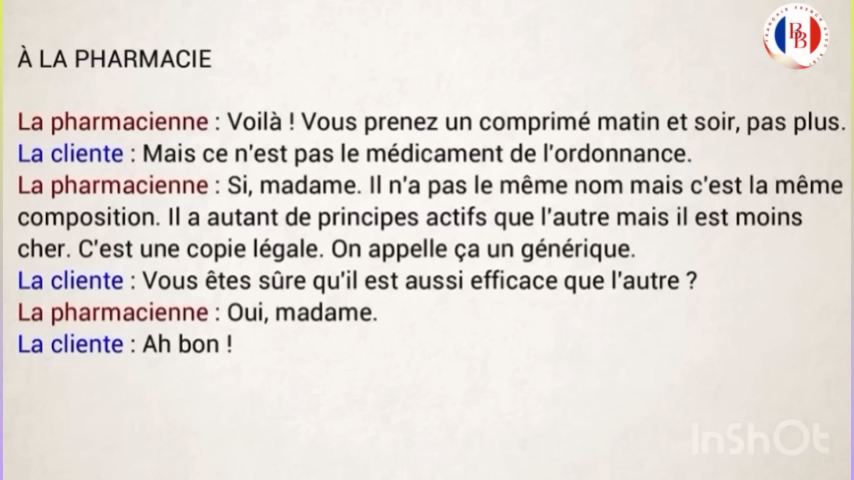 À LA PHARMACIE
La pharmacienne : Voilà ! Vous prenez un comprimé matin et soir, pas plus.
La cliente : Mais ce n'est pas le médicament de l'ordonnance.
La pharmacienne : Si, madame. Il n'a pas le même nom mais c'est la même
composition. Il a autant de principes actifs que l'autre mais il est moins
cher. C'est une copie légale. On appelle ça un générique.
La cliente : Vous êtes sûre qu'il est aussi efficace que l'autre ?
La pharmacienne : Oui, madame.
La cliente : Ah bon !
InShOt